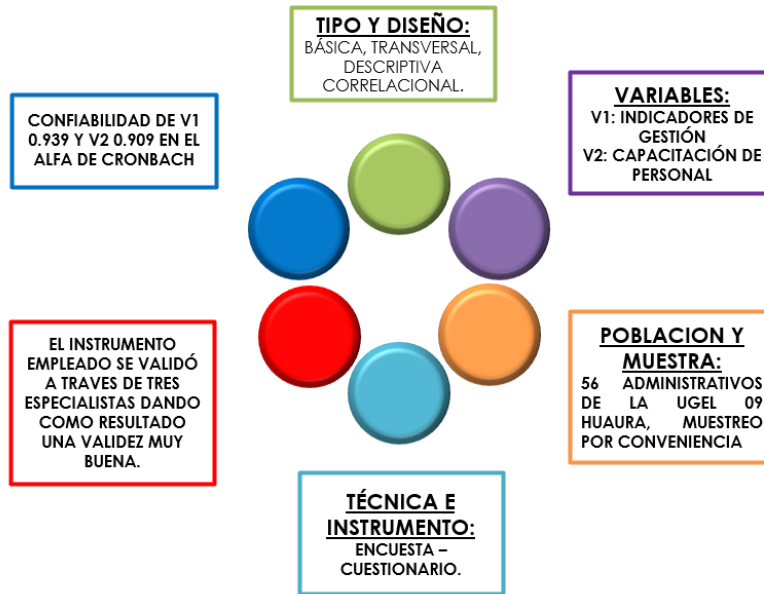 TIPO Y DISEÑO:
BÁSICA, TRANSVERSAL,
DESCRIPTIVA
CORRELACIONAL.
CONFIABILIDAD DE V1
0.939 Y V2 0.909 EN EL
ALFA DE CRONBACH
VARIABLES:
V1: INDICADORES DE
GESTIÓN
V2: CAPACITACIÓN DE
PERSONAL
EL INSTRUMENTO
EMPLEADO SE VALIDÓ
A TRAVES DE TRES
ESPECIALISTAS DANDO
COMO RESULTADO
UNA VALIDEZ MUY
BUENA.
POBLACION Y
MUESTRA:
56 ADMINISTRATIVOS
DE LA UGEL 09
HUAURA, MUESTREO
POR CONVENIENCIA
TÉCNICA E
INSTRUMENTO:
ENCUESTA –
CUESTIONARIO.